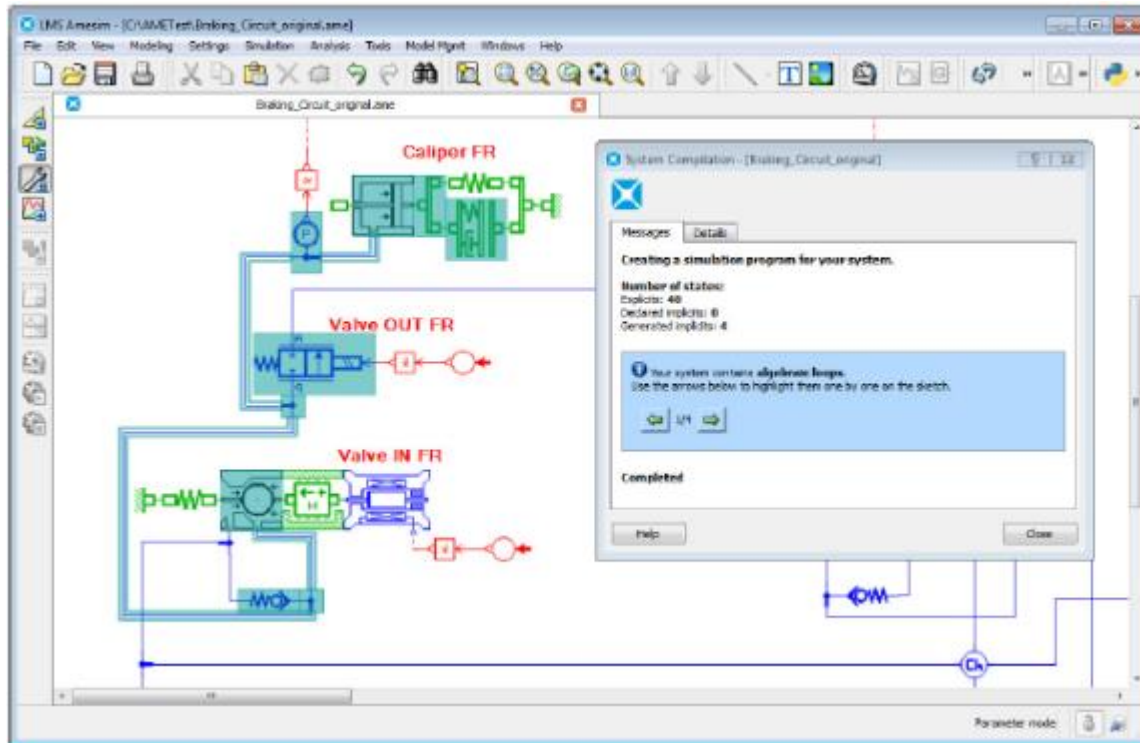 LMS Amesim - [C:\AMETest\Braking_Circuit_original.ame]
File Edit View Modeling Settings Simulation Analysis Tools Model Mgmt Windows Help
Braking_Circuit_original.ame
Caliper FR
P
Valve OUT FR
Valve IN FR
System Compilation - [Braking_Circuit_original]
Messages Details
Creating a simulation program for your system.
Number of states:
Explicits: 48
Declared implicits: 0
Generated implicits: 4
Your system contains algebraic loops.
Use the arrows below to highlight them one by one on the sketch.
1/4
Completed
Help Close
Parameter mode